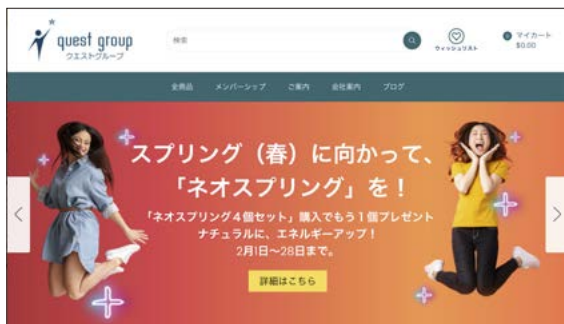 quest group
クエストグループ
検索
ウィッシュリスト
0
マイカート
$0.00
全商品 メンバーシップ ご案内 会社案内 ブログ
スプリング（春）に向かって、
「ネオスプリング」を！
「ネオスプリング４個セット」購入でもう１個プレゼント
ナチュラルに、エネルギーアップ！
2月1日〜28日まで。
詳細はこちら